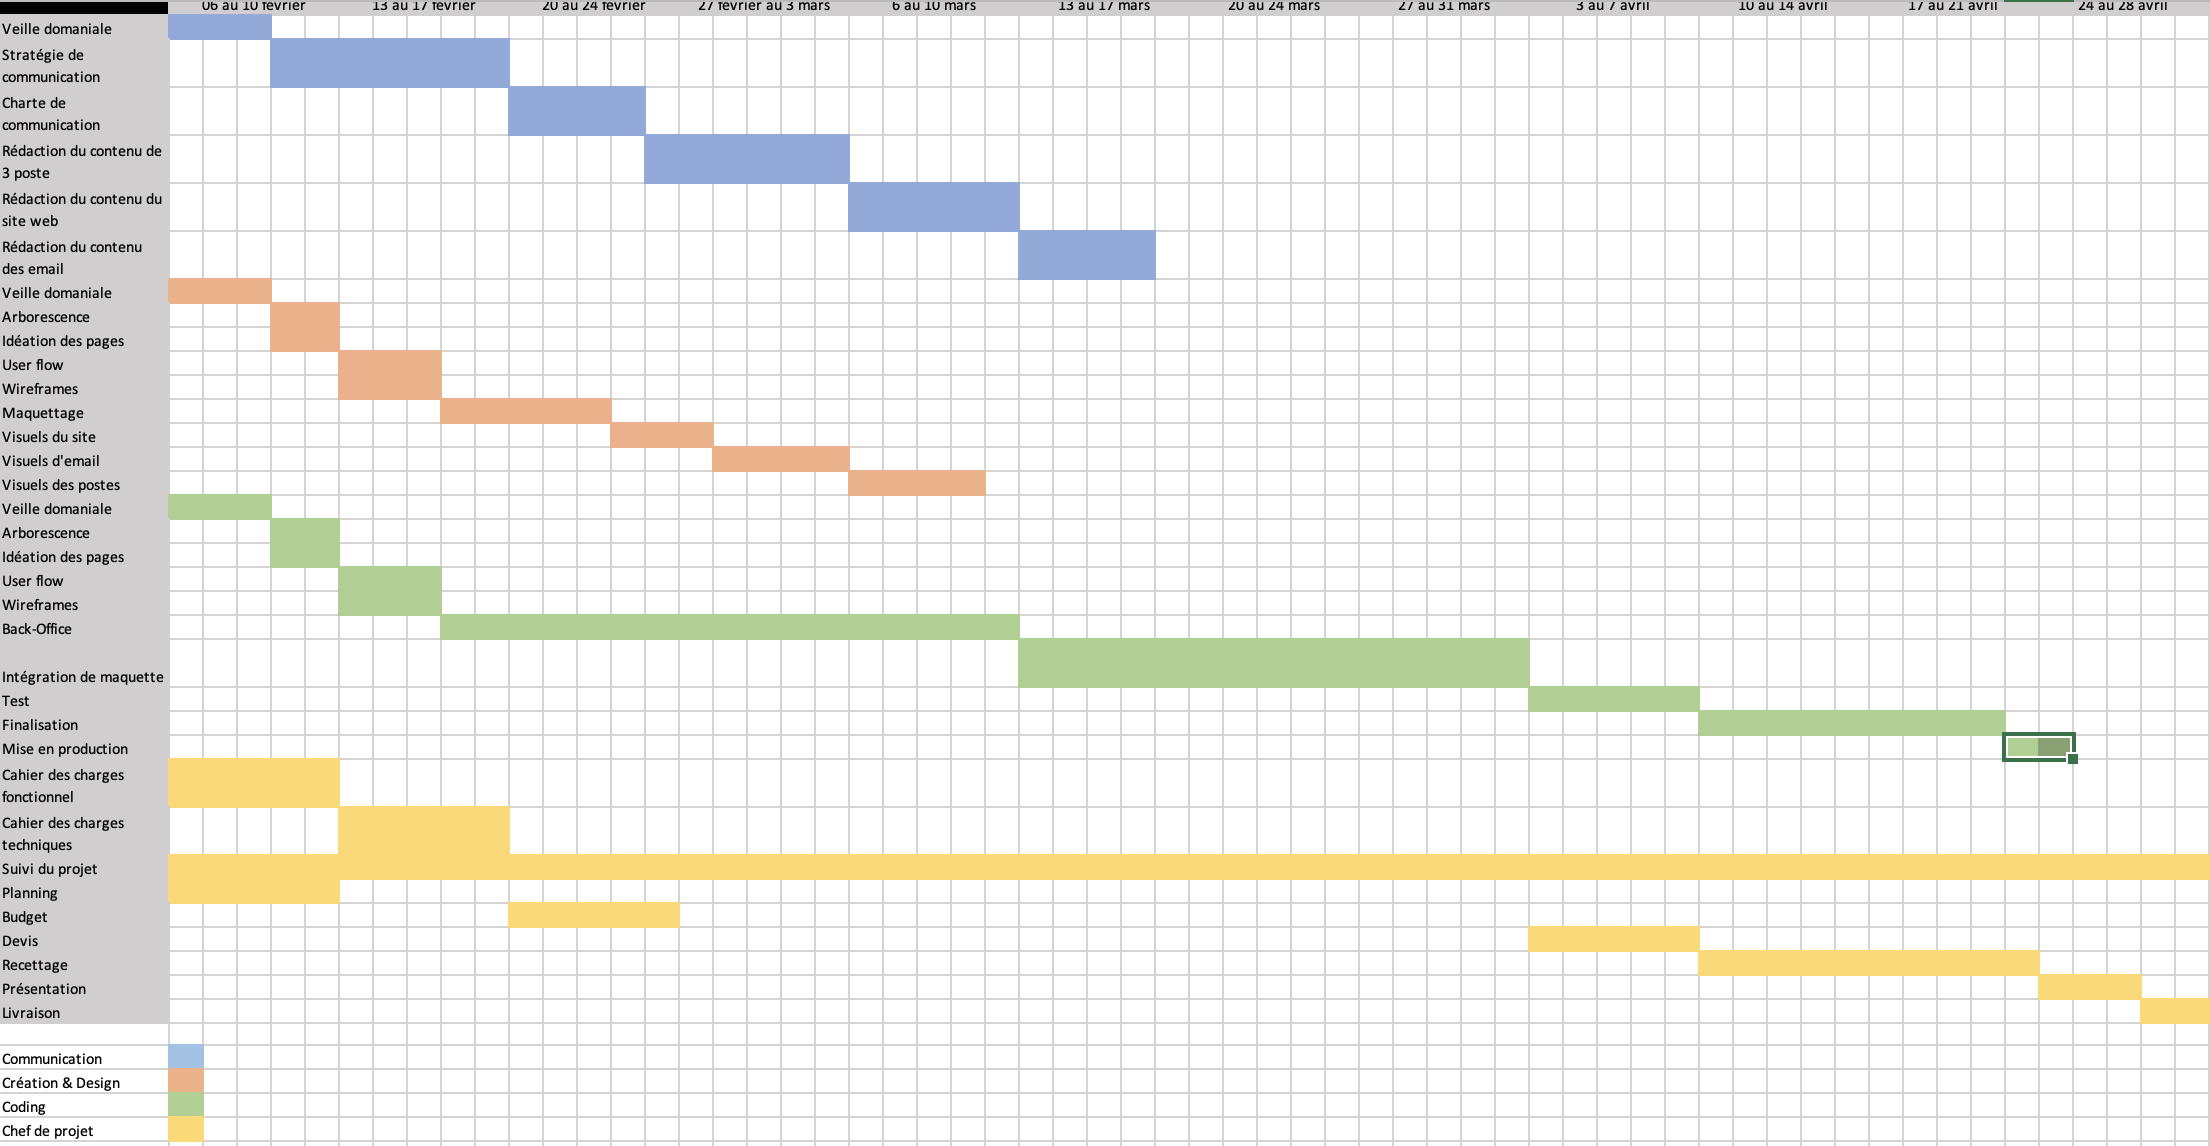 06 au 10 février 13 au 17 février 20 au 24 février 27 février au 3 mars 6 au 10 mars 13 au 17 mars 20 au 24 mars 27 au 31 mars 3 au 7 avril 10 au 14 avril 17 au 21 avril 24 au 28 avril
Veille domaniale
Stratégie de
communication
Charte de
communication
Rédaction du contenu de
3 poste
Rédaction du contenu du
site web
Rédaction du contenu
des email
Veille domaniale
Arborescence
Idéation des pages
User flow
Wireframes
Maquettage
Visuels du site
Visuels d'email
Visuels des postes
Veille domaniale
Arborescence
Idéation des pages
User flow
Wireframes
Back-Office
Intégration de maquette
Test
Finalisation
Mise en production
Cahier des charges
fonctionnel
Cahier des charges
techniques
Suivi du projet
Planning
Budget
Devis
Recettage
Présentation
Livraison
Communication
Création & Design
Coding
Chef de projet